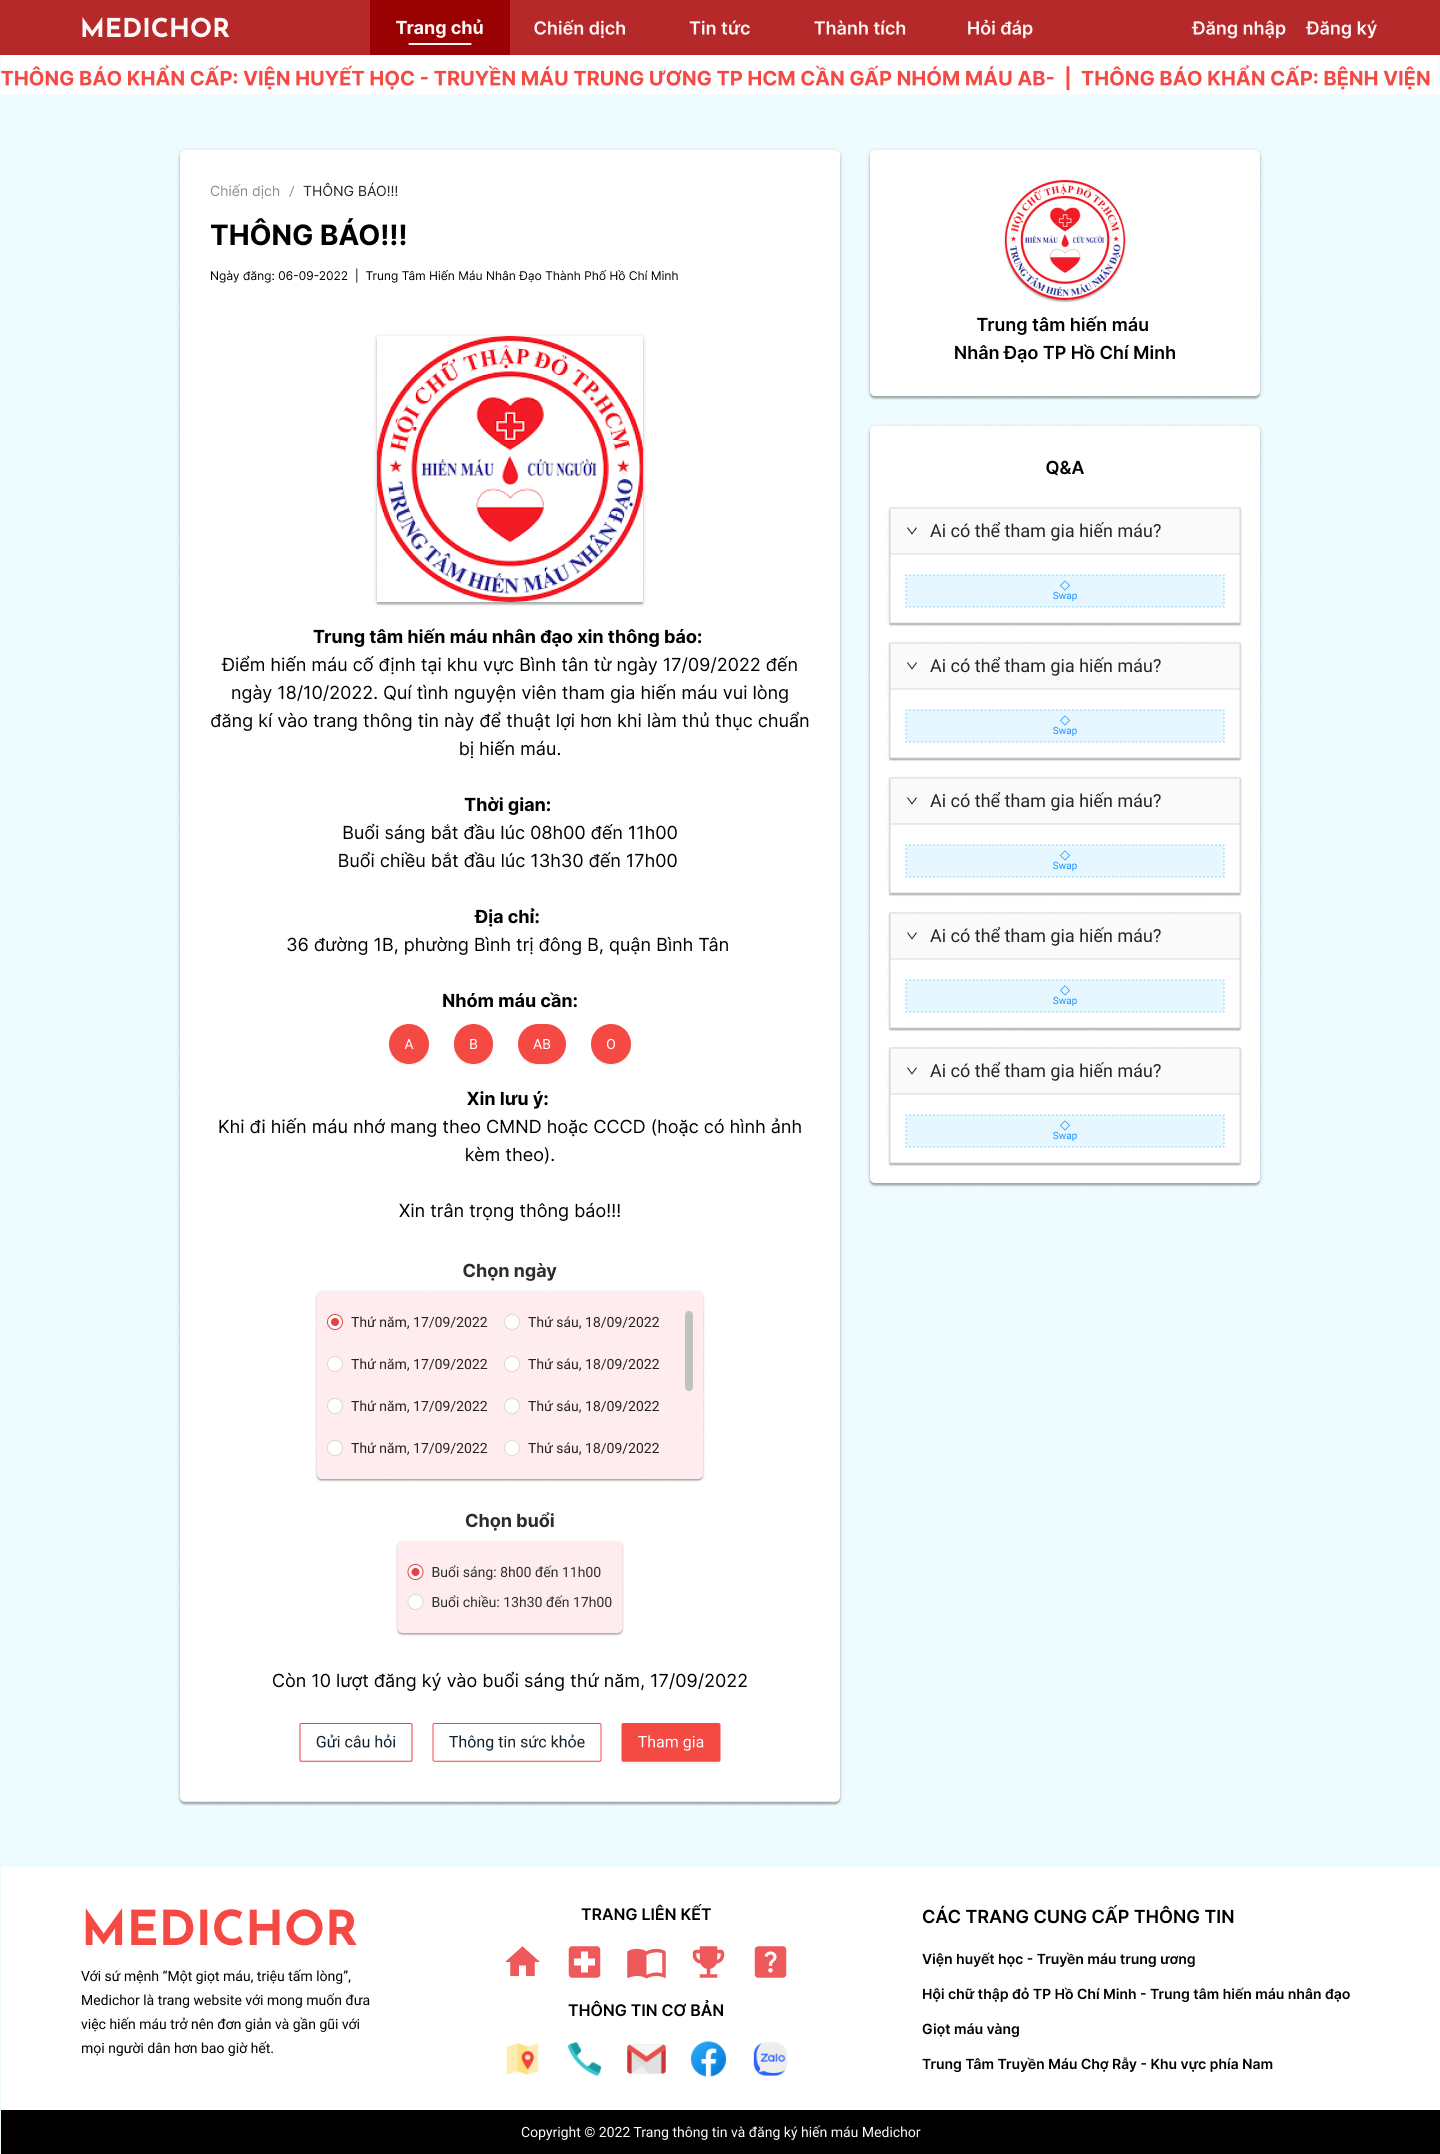 MEDICHOR
Trang chủ
Chiến dịch
Tin tức
Thành tích
Hỏi đáp
Đăng nhập
Đăng ký
THÔNG BÁO KHẨN CẤP: VIỆN HUYẾT HỌC - TRUYỀN MÁU TRUNG ƯƠNG TP HCM CẦN GẤP NHÓM MÁU AB- | THÔNG BÁO KHẨN CẤP: BỆNH VIỆN
Chiến dịch / THÔNG BÁO!!!
THÔNG BÁO!!!
Ngày đăng: 06-09-2022 | Trung Tâm Hiến Máu Nhân Đạo Thành Phố Hồ Chí Minh
HỘI CHỮ THẬP ĐỎ TP.HCM
HIẾN MÁU CỨU NGƯỜI
TRUNG TÂM HIẾN MÁU NHÂN ĐẠO
Trung tâm hiến máu nhân đạo xin thông báo:
Điểm hiến máu cố định tại khu vực Bình tân từ ngày 17/09/2022 đến
ngày 18/10/2022. Quí tình nguyện viên tham gia hiến máu vui lòng
đăng kí vào trang thông tin này để thuật lợi hơn khi làm thủ thục chuẩn
bị hiến máu.
Thời gian:
Buổi sáng bắt đầu lúc 08h00 đến 11h00
Buổi chiều bắt đầu lúc 13h30 đến 17h00
Địa chỉ:
36 đường 1B, phường Bình trị đông B, quận Bình Tân
Nhóm máu cần:
A
B
AB
O
Xin lưu ý:
Khi đi hiến máu nhớ mang theo CMND hoặc CCCD (hoặc có hình ảnh
kèm theo).
Xin trân trọng thông báo!!!
Chọn ngày
Thứ năm, 17/09/2022 Thứ sáu, 18/09/2022
Thứ năm, 17/09/2022 Thứ sáu, 18/09/2022
Thứ năm, 17/09/2022 Thứ sáu, 18/09/2022
Thứ năm, 17/09/2022 Thứ sáu, 18/09/2022
Chọn buổi
Buổi sáng: 8h00 đến 11h00
Buổi chiều: 13h30 đến 17h00
Còn 10 lượt đăng ký vào buổi sáng thứ năm, 17/09/2022
Gửi câu hỏi
Thông tin sức khỏe
Tham gia
HỘI CHỮ THẬP ĐỎ TP.HCM
HIẾN MÁU CỨU NGƯỜI
TRUNG TÂM HIẾN MÁU NHÂN ĐẠO
Trung tâm hiến máu
Nhân Đạo TP Hồ Chí Minh
Q&A
Ai có thể tham gia hiến máu?
Swap
Ai có thể tham gia hiến máu?
Swap
Ai có thể tham gia hiến máu?
Swap
Ai có thể tham gia hiến máu?
Swap
Ai có thể tham gia hiến máu?
Swap
MEDICHOR
Với sứ mệnh “Một giọt máu, triệu tấm lòng”,
Medichor là trang website với mong muốn đưa
việc hiến máu trở nên đơn giản và gần gũi với
mọi người dân hơn bao giờ hết.
TRANG LIÊN KẾT
?
THÔNG TIN CƠ BẢN
Zalo
CÁC TRANG CUNG CẤP THÔNG TIN
Viện huyết học - Truyền máu trung ương
Hội chữ thập đỏ TP Hồ Chí Minh - Trung tâm hiến máu nhân đạo
Giọt máu vàng
Trung Tâm Truyền Máu Chợ Rẫy - Khu vực phía Nam
Copyright © 2022 Trang thông tin và đăng ký hiến máu Medichor